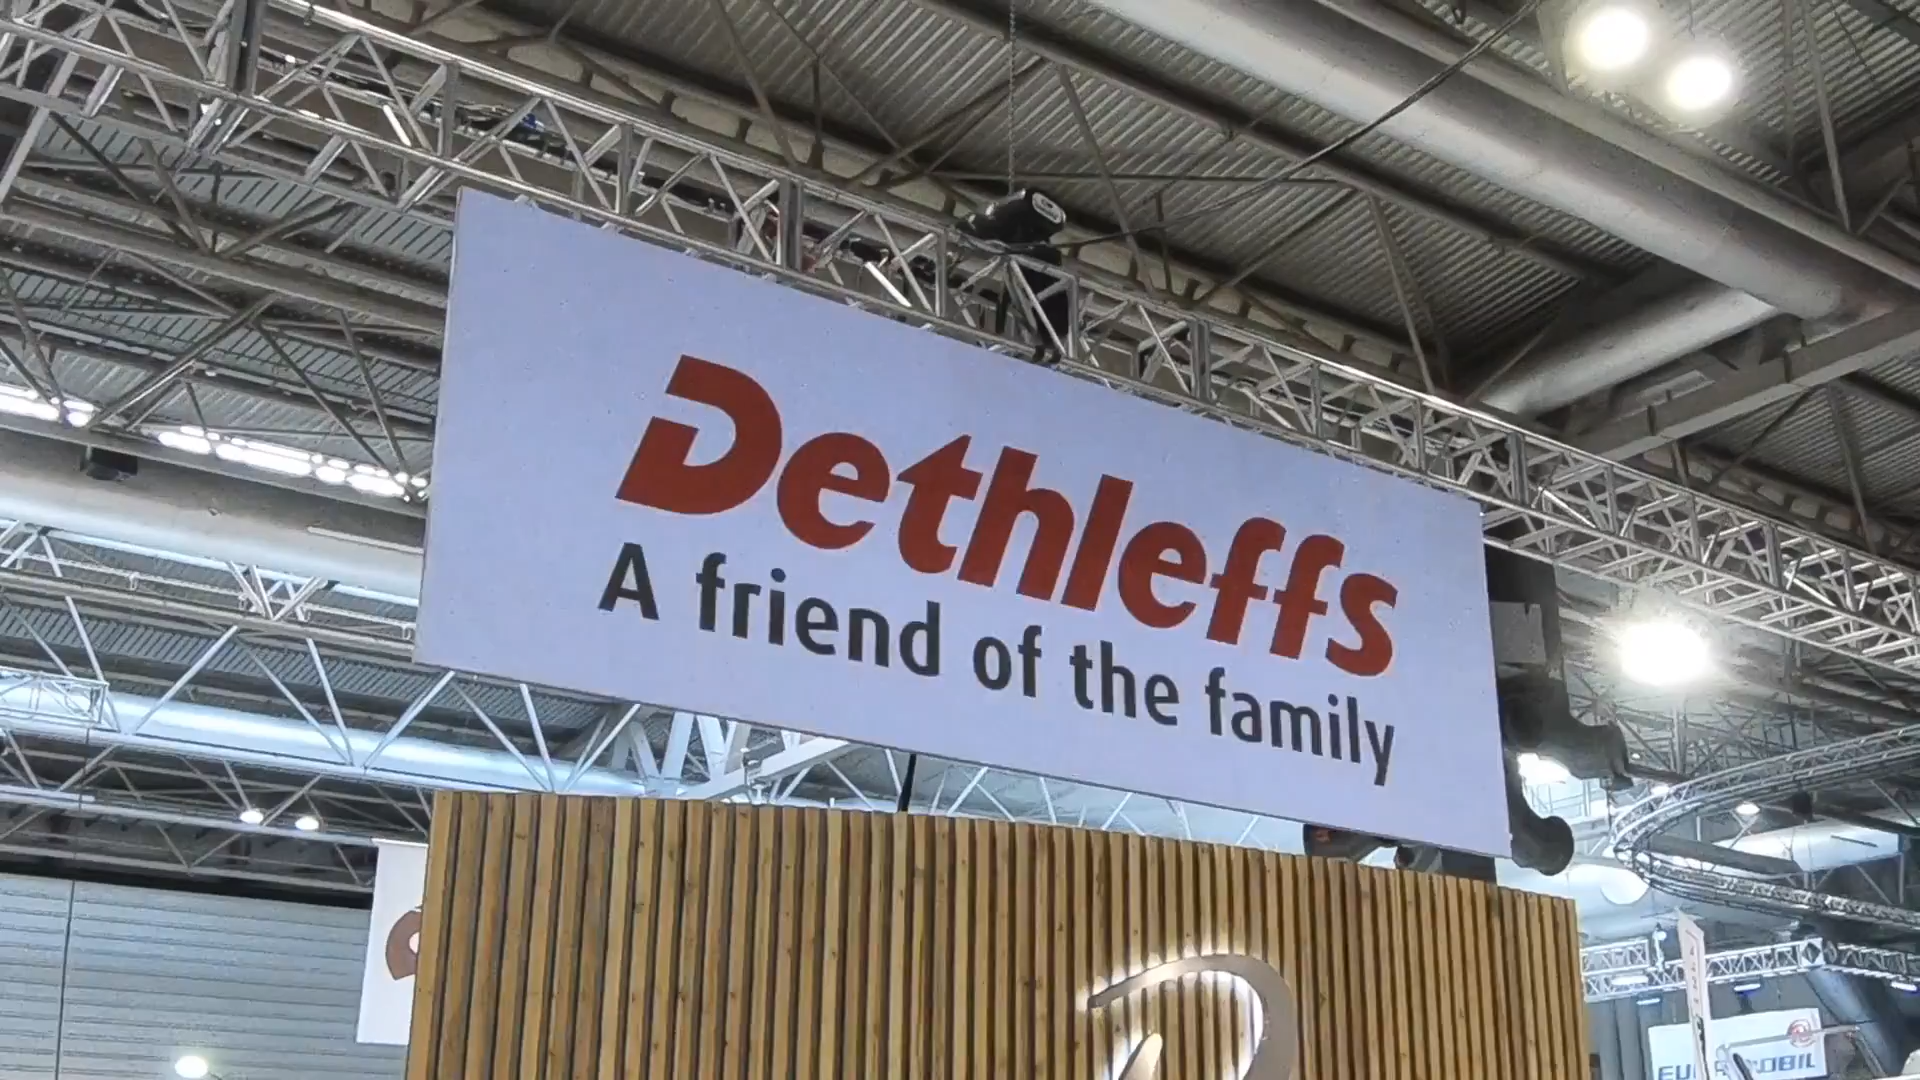 Dethleffs
A friend of the family